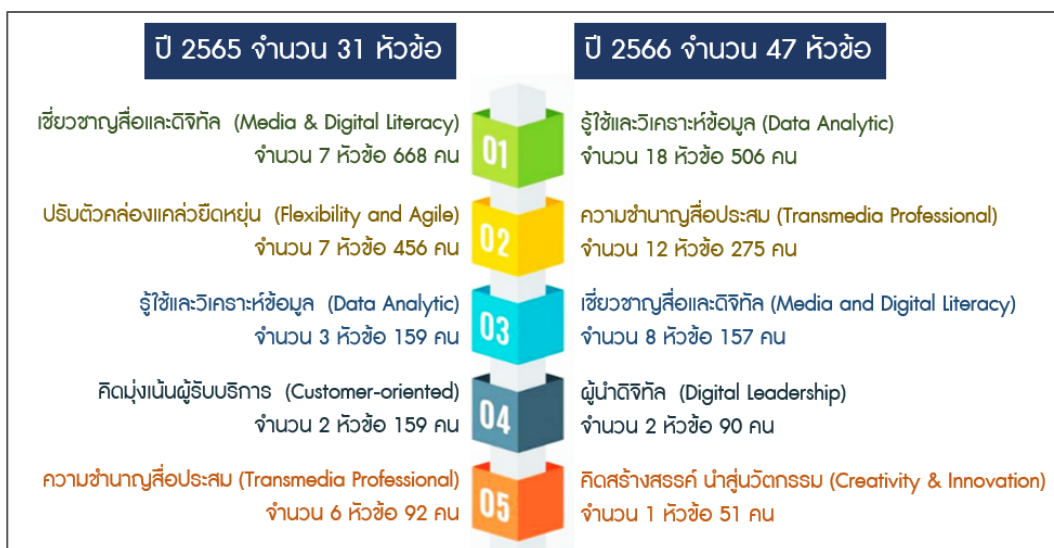 ปี 2565 จำนวน 31 หัวข้อ
ปี 2566 จำนวน 47 หัวข้อ
เชี่ยวชาญสื่อและดิจิทัล (Media & Digital Literacy)
จำนวน 7 หัวข้อ 668 คน
01
รู้ใช้และวิเคราะห์ข้อมูล (Data Analytic)
จำนวน 18 หัวข้อ 506 คน
ปรับตัวคล่องแคล่วยืดหยุ่น (Flexibility and Agile)
จำนวน 7 หัวข้อ 456 คน
02
ความชำนาญสื่อประสม (Transmedia Professional)
จำนวน 12 หัวข้อ 275 คน
รู้ใช้และวิเคราะห์ข้อมูล (Data Analytic)
จำนวน 3 หัวข้อ 159 คน
03
เชี่ยวชาญสื่อและดิจิทัล (Media and Digital Literacy)
จำนวน 8 หัวข้อ 157 คน
คิดมุ่งเน้นผู้รับบริการ (Customer-oriented)
จำนวน 2 หัวข้อ 159 คน
04
ผู้นำดิจิทัล (Digital Leadership)
จำนวน 2 หัวข้อ 90 คน
ความชำนาญสื่อประสม (Transmedia Professional)
จำนวน 6 หัวข้อ 92 คน
05
คิดสร้างสรรค์ นำสู่นวัตกรรม (Creativity & Innovation)
จำนวน 1 หัวข้อ 51 คน